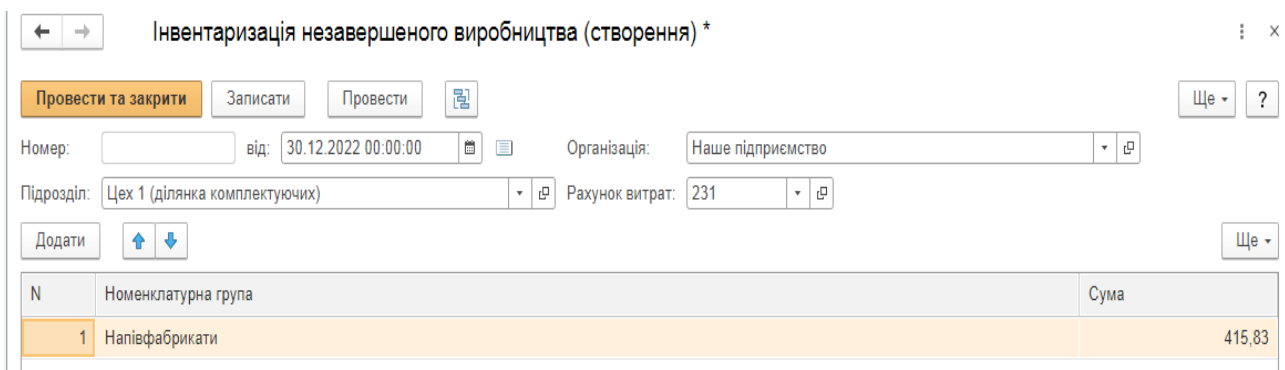 Інвентаризація незавершеного виробництва (створення) *
Провести та закрити Записати Провести Ще ?
Номер: від: 30.12.2022 00:00:00 Організація: Наше підприємство
Підрозділ: Цех 1 (ділянка комплектуючих) Рахунок витрат: 231
Додати Ще
N Номенклатурна група Сума
1 Напівфабрикати 415,83